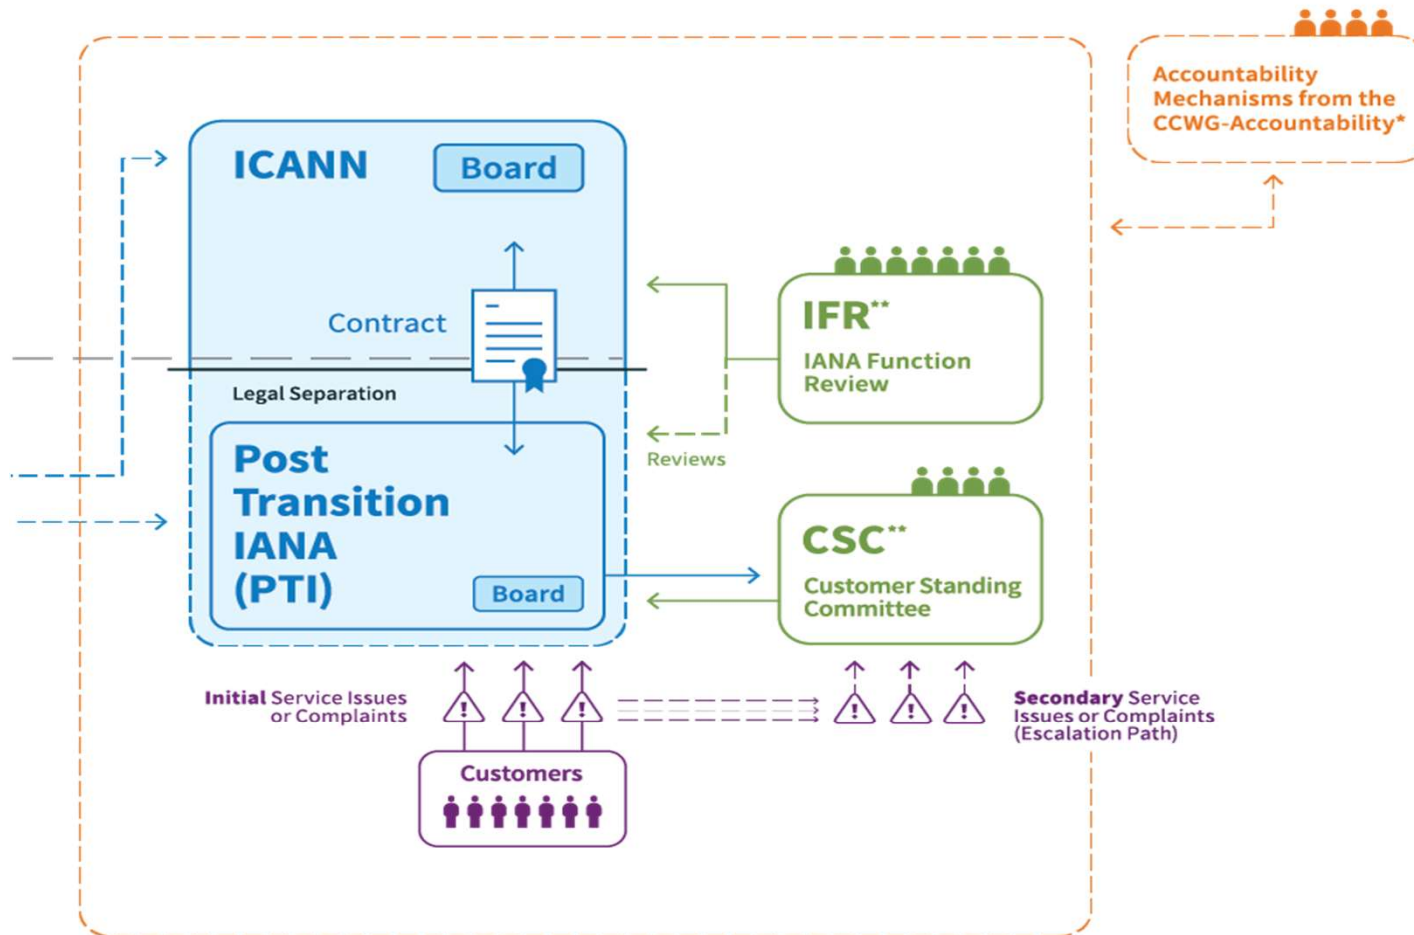 Accountability
Mechanisms from the
CCWG-Accountability*
ICANN
Board
Contract
Legal Separation
IFR**
IANA Function
Review
Reviews
Post
Transition
IANA
(PTI)
Board
CSC**
Customer Standing
Committee
Initial Service Issues
or Complaints
Secondary Service
Issues or Complaints
(Escalation Path)
Customers